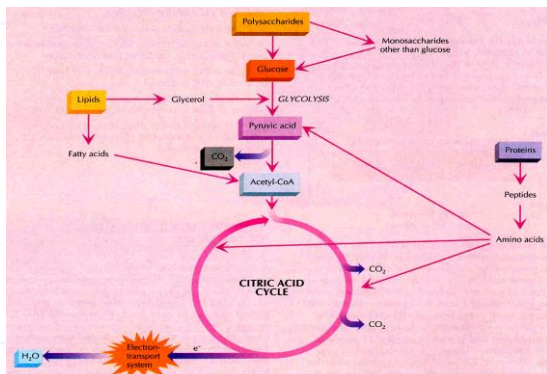 Polysaccharides
Monosaccharides
other than glucose
Glucose
Lipids
Glycerol
GLYCOLYSIS
Pyruvic acid
CO₂
Proteins
Fatty acids
Acetyl-CoA
Peptides
Amino acids
CITRIC ACID
CYCLE
CO₂
CO₂
Electron-
transport
system
e⁻
H₂O